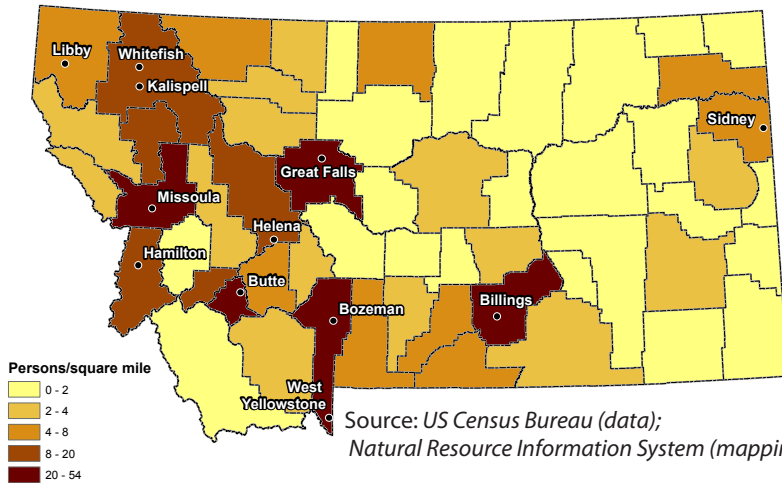 Libby
Whitefish
Kalispell
Sidney
Great Falls
Missoula
Helena
Hamilton
Butte
Billings
Bozeman
West
Yellowstone
Persons/square mile
0 - 2
2 - 4
4 - 8
8 - 20
20 - 54
Source: US Census Bureau (data);
Natural Resource Information System (mappin